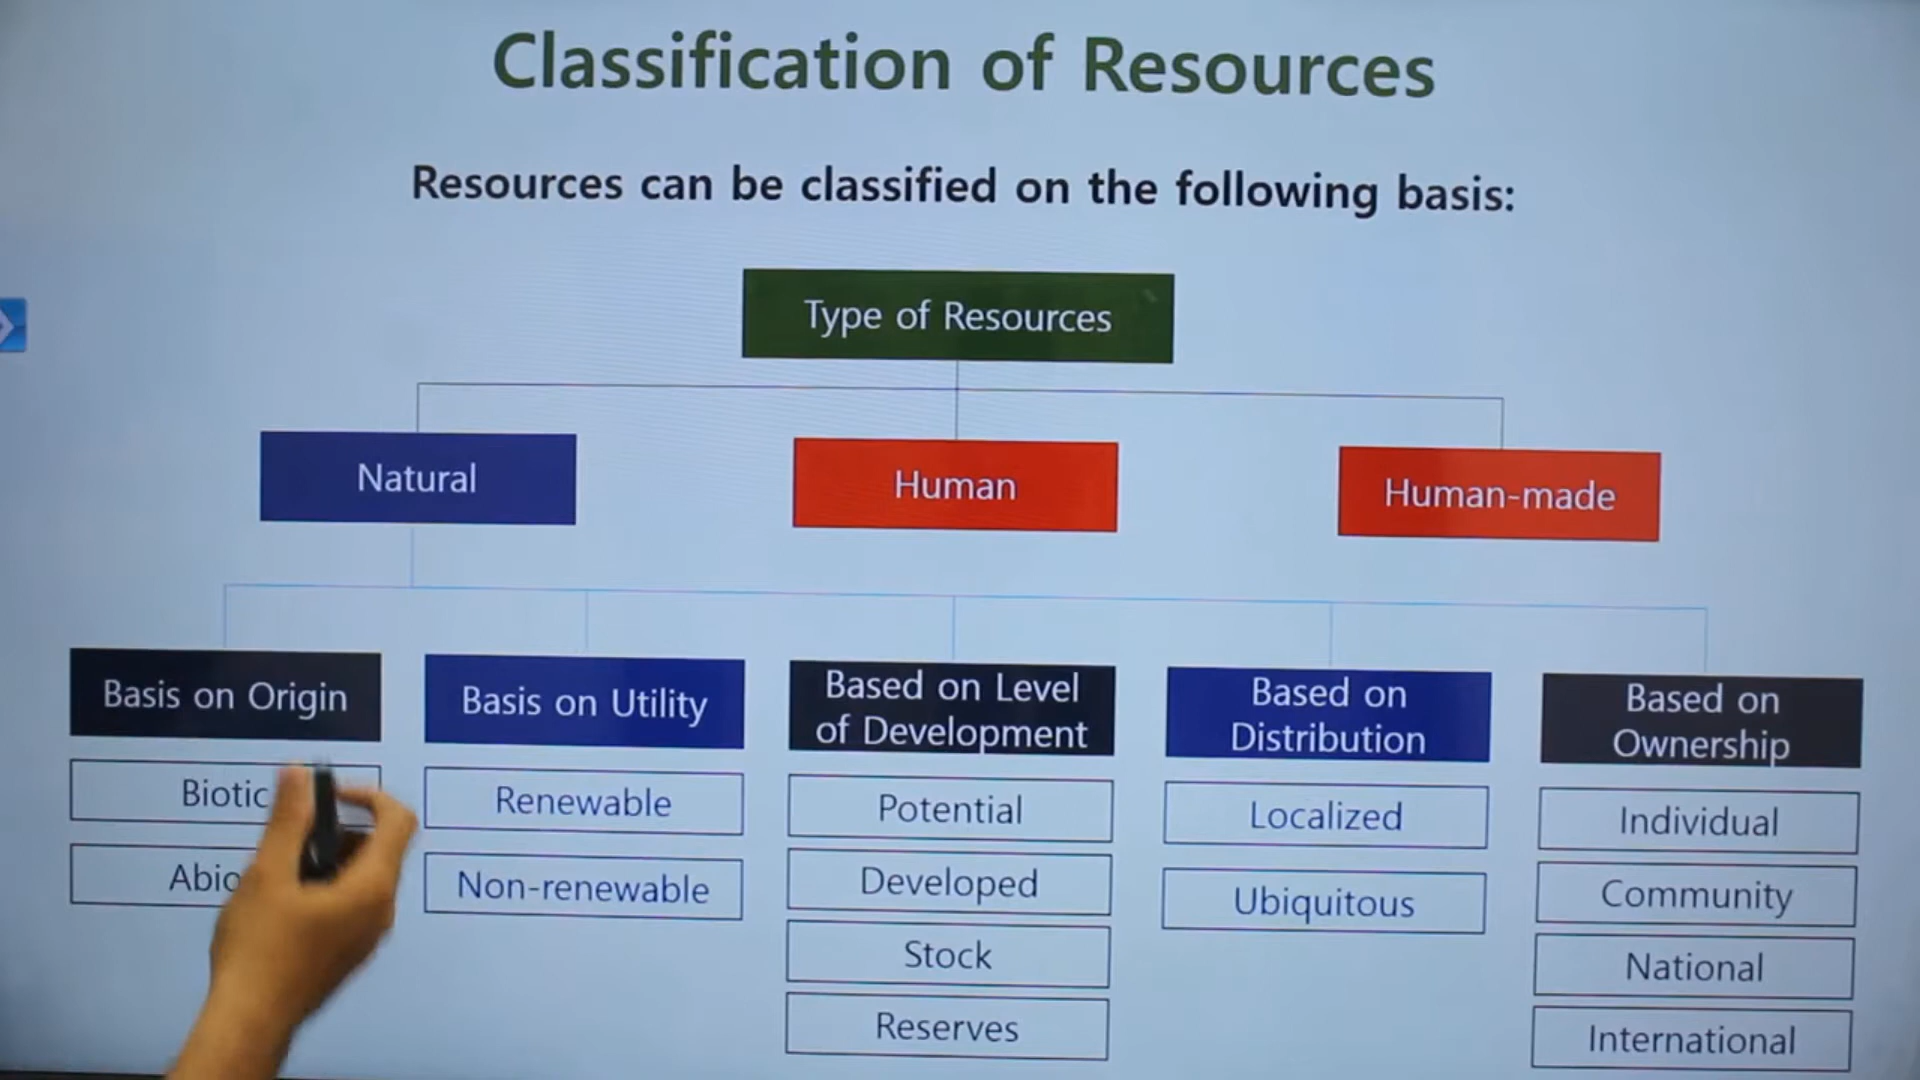 Classification of Resources
Resources can be classified on the following basis:
Type of Resources
Natural
Human
Human-made
Basis on Origin
Biotic
Abio
Basis on Utility
Renewable
Non-renewable
Based on Level
of Development
Potential
Developed
Stock
Reserves
Based on
Distribution
Localized
Ubiquitous
Based on
Ownership
Individual
Community
National
International